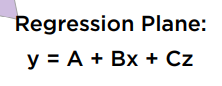 Regression Plane:
y = A + Bx + Cz